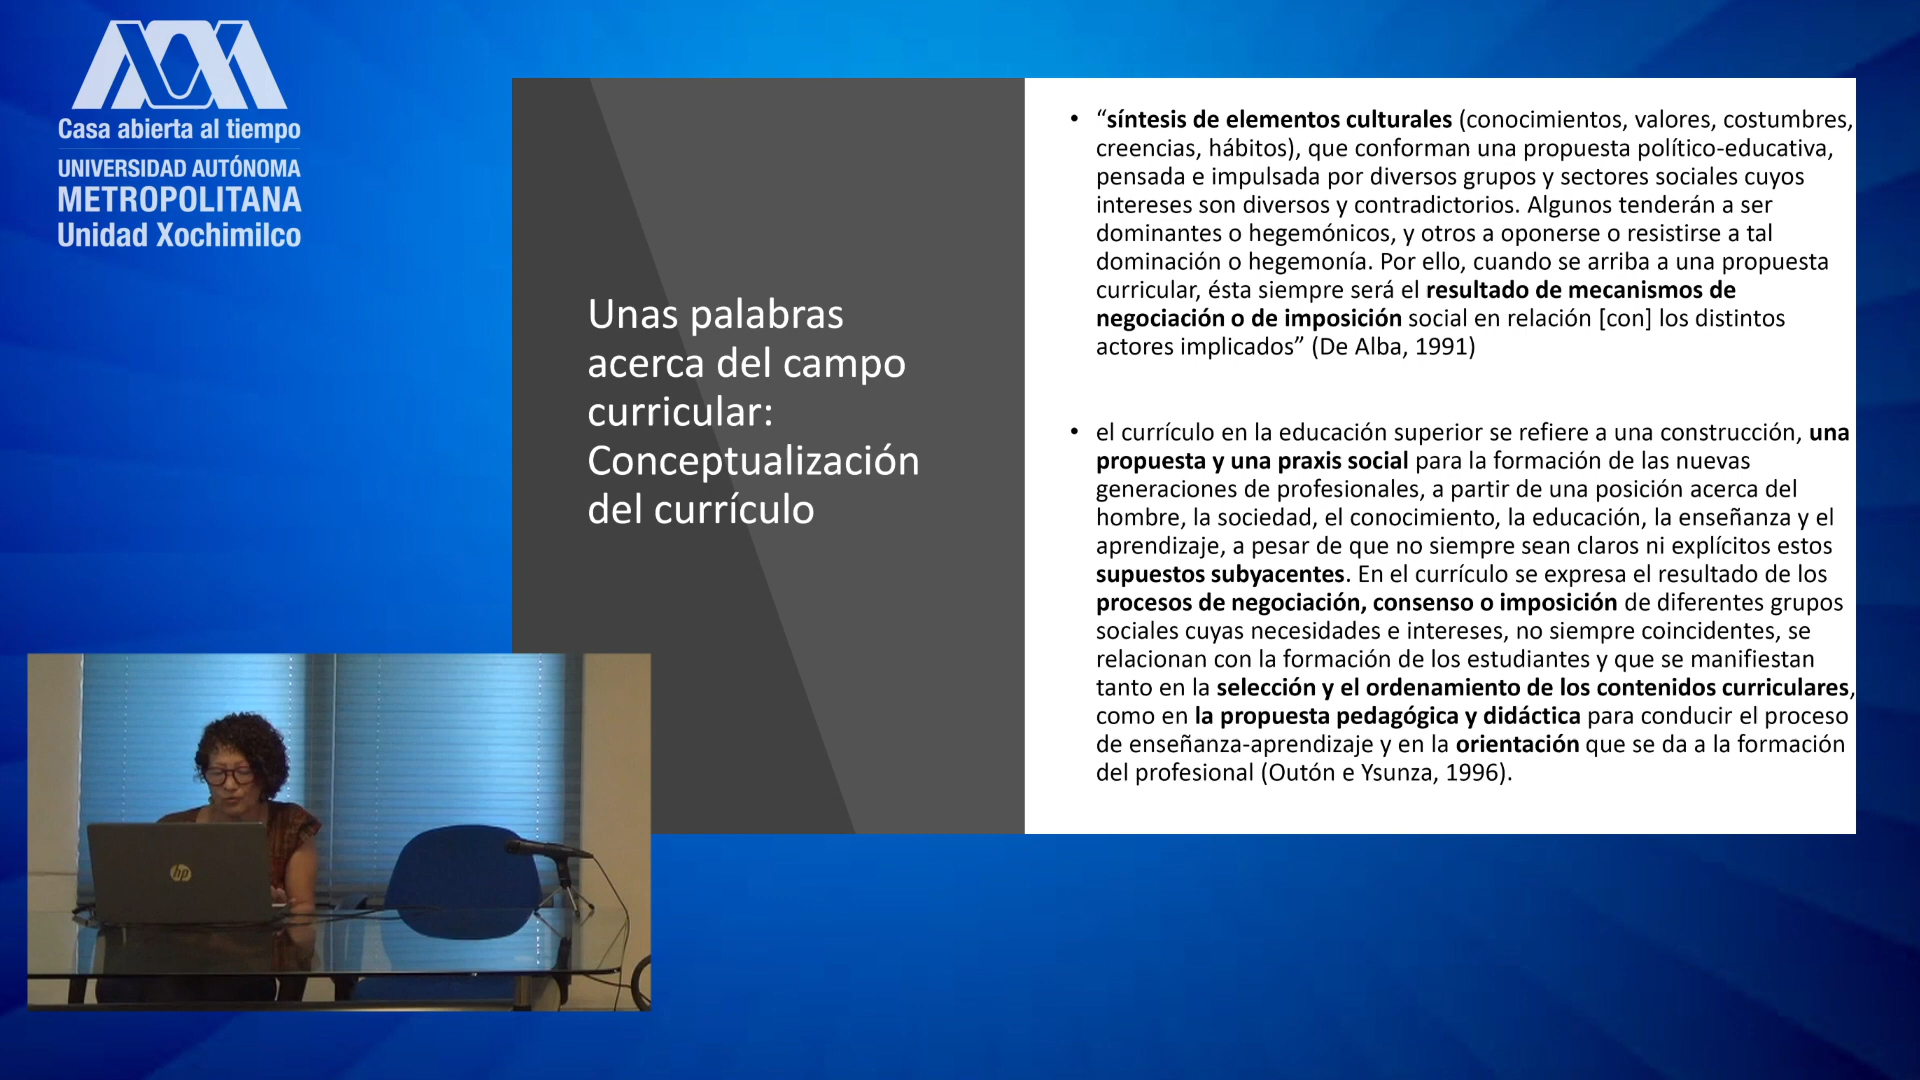 Casa abierta al tiempo
UNIVERSIDAD AUTÓNOMA
METROPOLITANA
Unidad Xochimilco
Unas palabras
acerca del campo
curricular:
Conceptualización
del currículo
• “síntesis de elementos culturales (conocimientos, valores, costumbres,
creencias, hábitos), que conforman una propuesta político-educativa,
pensada e impulsada por diversos grupos y sectores sociales cuyos
intereses son diversos y contradictorios. Algunos tenderán a ser
dominantes o hegemónicos, y otros a oponerse o resistirse a tal
dominación o hegemonía. Por ello, cuando se arriba a una propuesta
curricular, ésta siempre será el resultado de mecanismos de
negociación o de imposición social en relación [con] los distintos
actores implicados” (De Alba, 1991)
• el currículo en la educación superior se refiere a una construcción, una
propuesta y una praxis social para la formación de las nuevas
generaciones de profesionales, a partir de una posición acerca del
hombre, la sociedad, el conocimiento, la educación, la enseñanza y el
aprendizaje, a pesar de que no siempre sean claros ni explícitos estos
supuestos subyacentes. En el currículo se expresa el resultado de los
procesos de negociación, consenso o imposición de diferentes grupos
sociales cuyas necesidades e intereses, no siempre coincidentes, se
relacionan con la formación de los estudiantes y que se manifiestan
tanto en la selección y el ordenamiento de los contenidos curriculares,
como en la propuesta pedagógica y didáctica para conducir el proceso
de enseñanza-aprendizaje y en la orientación que se da a la formación
del profesional (Outón e Ysunza, 1996).
hp